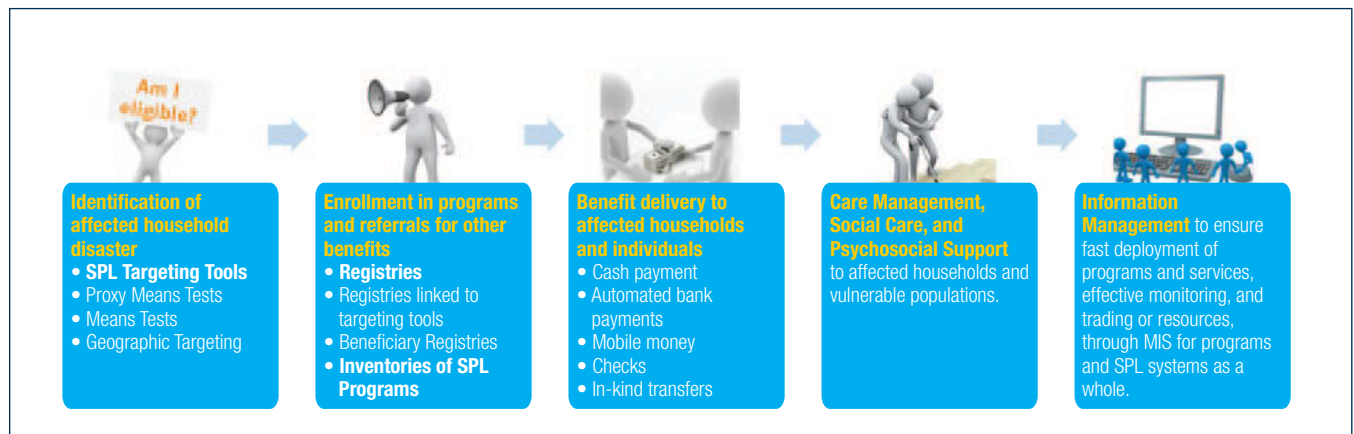 Am I
eligible?
Identification of
affected household
disaster
• SPL Targeting Tools
• Proxy Means Tests
• Means Tests
• Geographic Targeting
Enrollment in programs
and referrals for other
benefits
• Registries
• Registries linked to
targeting tools
• Beneficiary Registries
• Inventories of SPL
Programs
Benefit delivery to
affected households
and individuals
• Cash payment
• Automated bank
payments
• Mobile money
• Checks
• In-kind transfers
Care Management,
Social Care, and
Psychosocial Support
to affected households and
vulnerable populations.
Information
Management to ensure
fast deployment of
programs and services,
effective monitoring, and
trading or resources,
through MIS for programs
and SPL systems as a
whole.